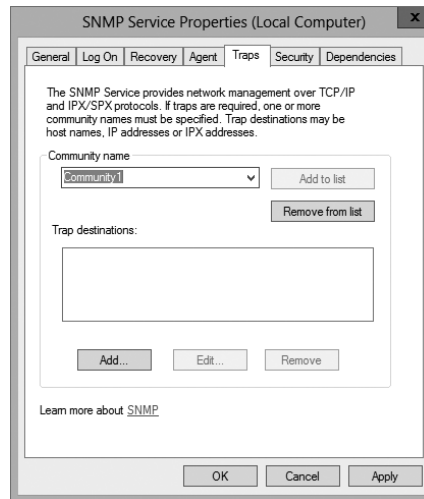 SNMP Service Properties (Local Computer)
x
General Log On Recovery Agent Traps Security Dependencies
The SNMP Service provides network management over TCP/IP
and IPX/SPX protocols. If traps are required, one or more
community names must be specified. Trap destinations may be
host names, IP addresses or IPX addresses.
Community name
Community1
Add to list
Remove from list
Trap destinations:
Add... Edit... Remove
Learn more about SNMP
OK Cancel Apply